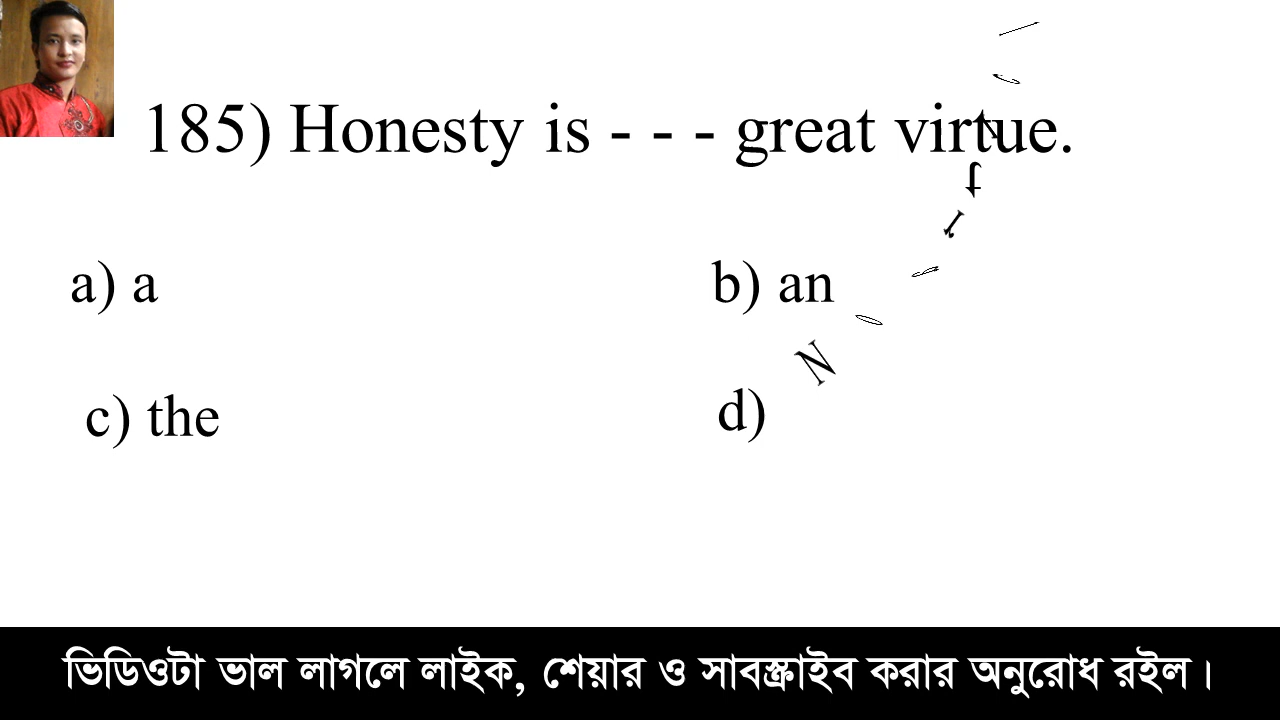 185) Honesty is - - - great virtue.
a) a
b) an
c) the
d) N
ভিডিওটা ভাল লাগলে লাইক, শেয়ার ও সাবস্ক্রাইব করার অনুরোধ রইল।